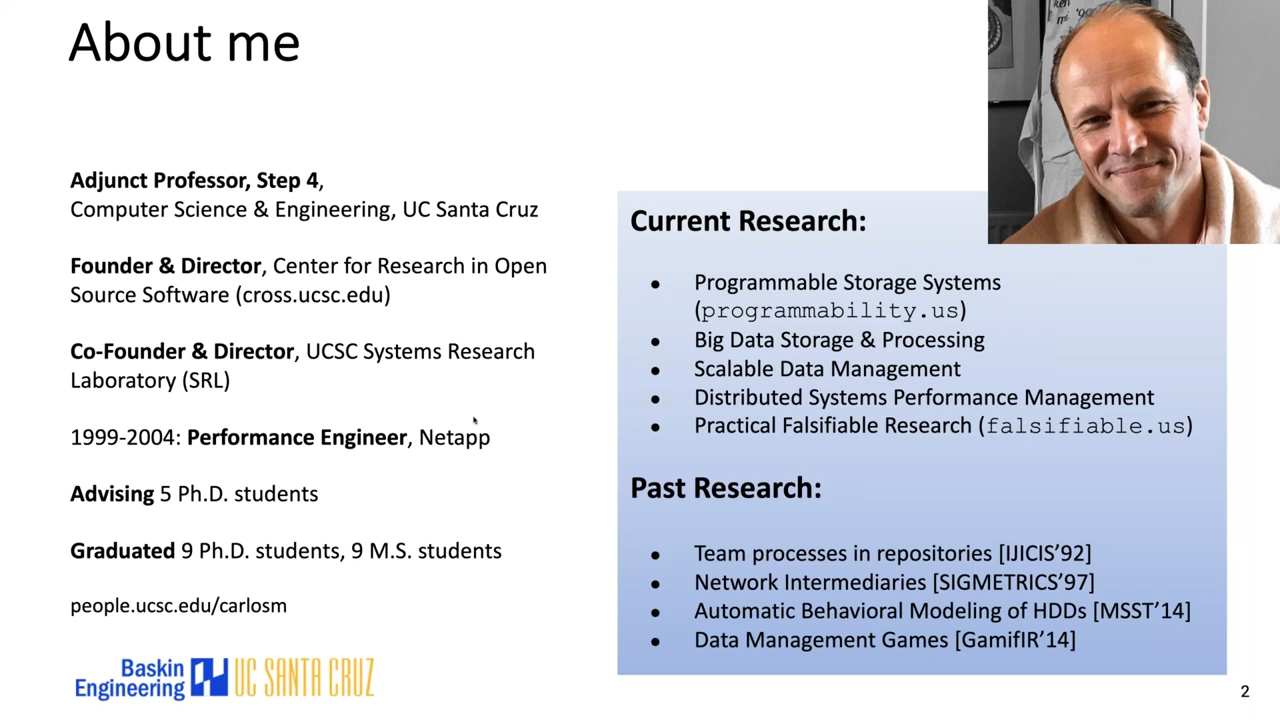 About me
Adjunct Professor, Step 4,
Computer Science & Engineering, UC Santa Cruz
Founder & Director, Center for Research in Open
Source Software (cross.ucsc.edu)
Co-Founder & Director, UCSC Systems Research
Laboratory (SRL)
1999-2004: Performance Engineer, Netapp
Advising 5 Ph.D. students
Graduated 9 Ph.D. students, 9 M.S. students
people.ucsc.edu/carlosm
Baskin
Engineering
UC SANTA CRUZ
Current Research:
• Programmable Storage Systems
(programmability.us)
• Big Data Storage & Processing
• Scalable Data Management
• Distributed Systems Performance Management
• Practical Falsifiable Research (falsifiable.us)
Past Research:
• Team processes in repositories [IJICIS’92]
• Network Intermediaries [SIGMETRICS’97]
• Automatic Behavioral Modeling of HDDs [MSST’14]
• Data Management Games [GamifIR’14]
2